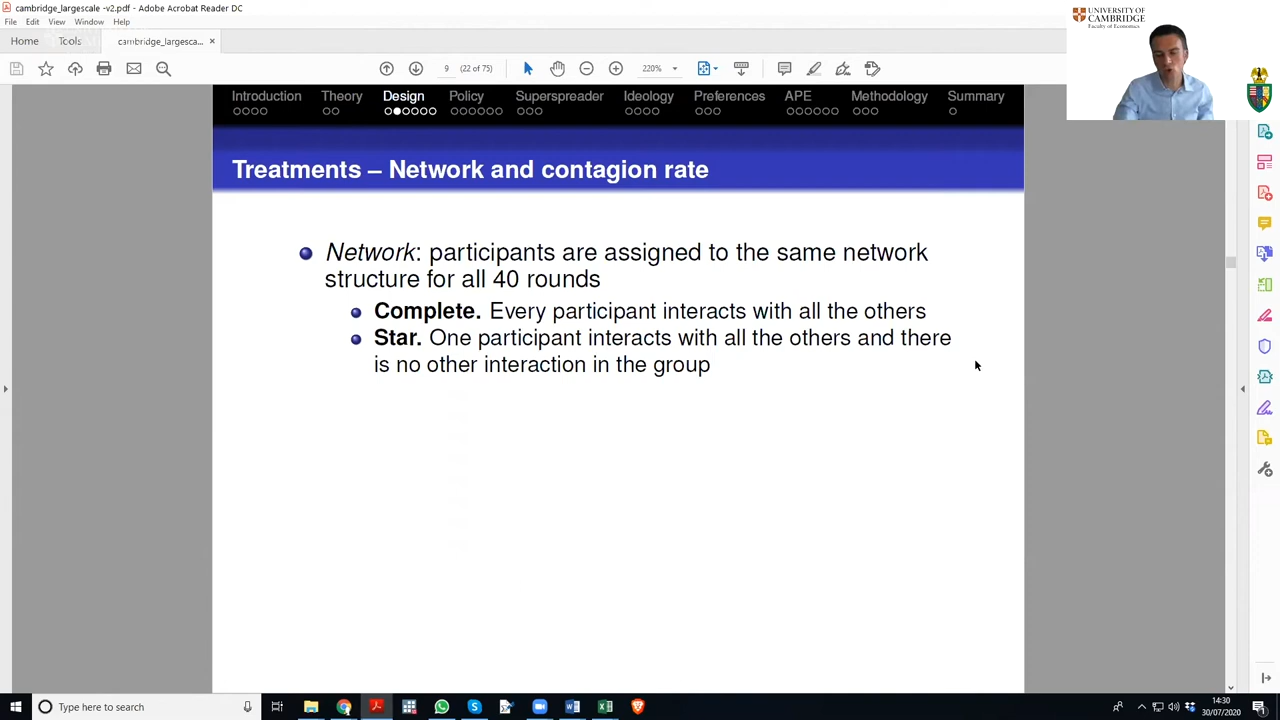 cambridge_largescale -v2.pdf - Adobe Acrobat Reader DC
File Edit View Window Help
Home Tools cambridge_largesca... ×
9 (22 of 75) 220%
UNIVERSITY OF
CAMBRIDGE
Faculty of Economics
Introduction Theory Design Policy Superspreader Ideology Preferences APE Methodology Summary
Treatments – Network and contagion rate
Network: participants are assigned to the same network
structure for all 40 rounds
Complete. Every participant interacts with all the others
Star. One participant interacts with all the others and there
is no other interaction in the group
Type here to search
14:30
30/07/2020